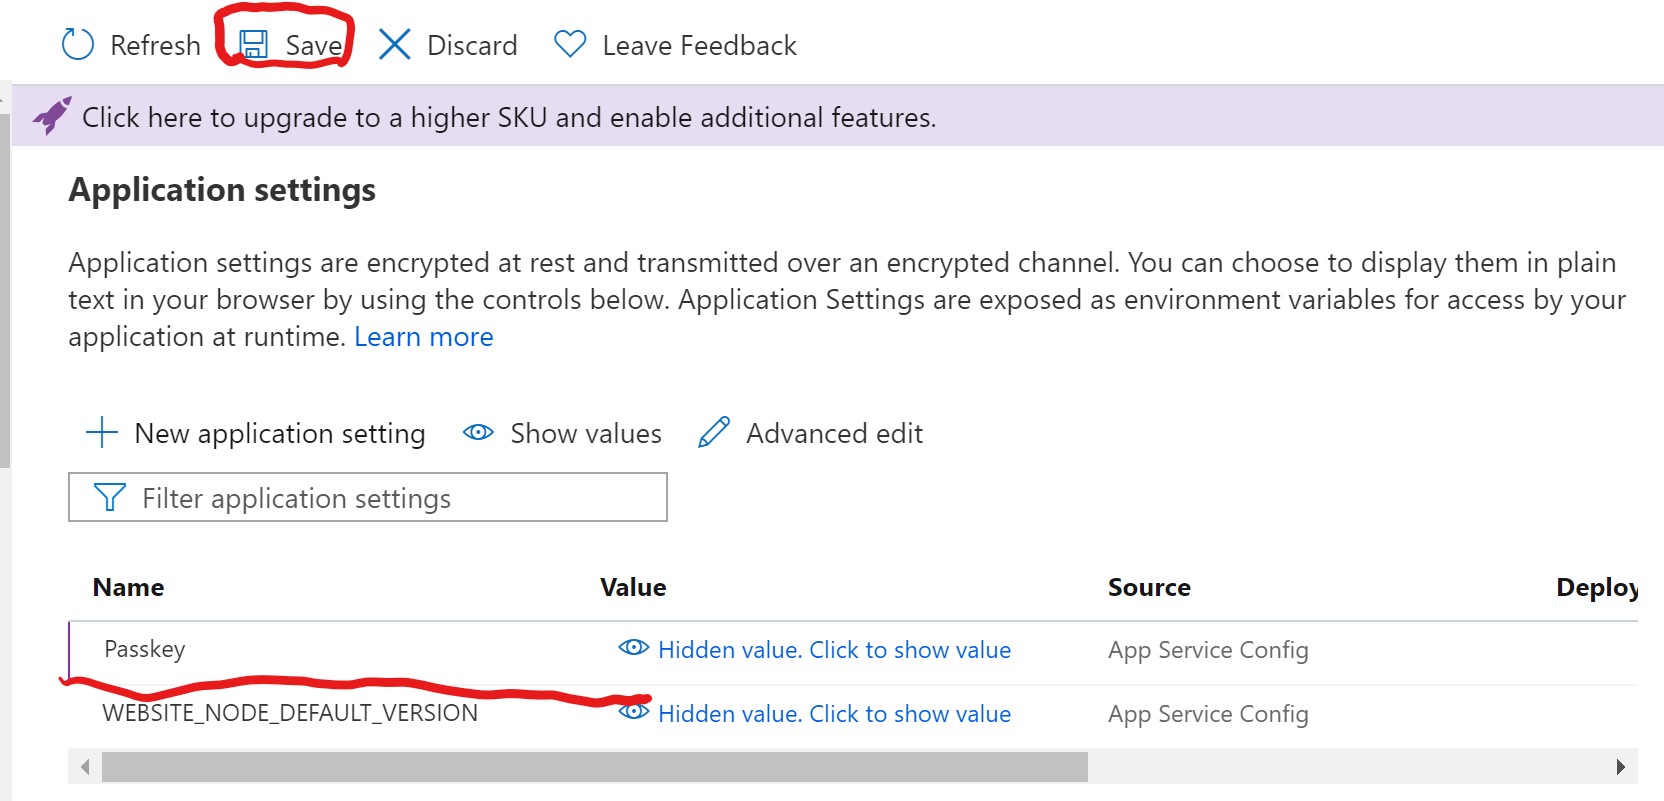 Refresh Save Discard Leave Feedback
Click here to upgrade to a higher SKU and enable additional features.
Application settings
Application settings are encrypted at rest and transmitted over an encrypted channel. You can choose to display them in plain
text in your browser by using the controls below. Application Settings are exposed as environment variables for access by your
application at runtime. Learn more
New application setting Show values Advanced edit
Filter application settings
Name Value Source Deploy
Passkey Hidden value. Click to show value App Service Config
WEBSITE_NODE_DEFAULT_VERSION Hidden value. Click to show value App Service Config